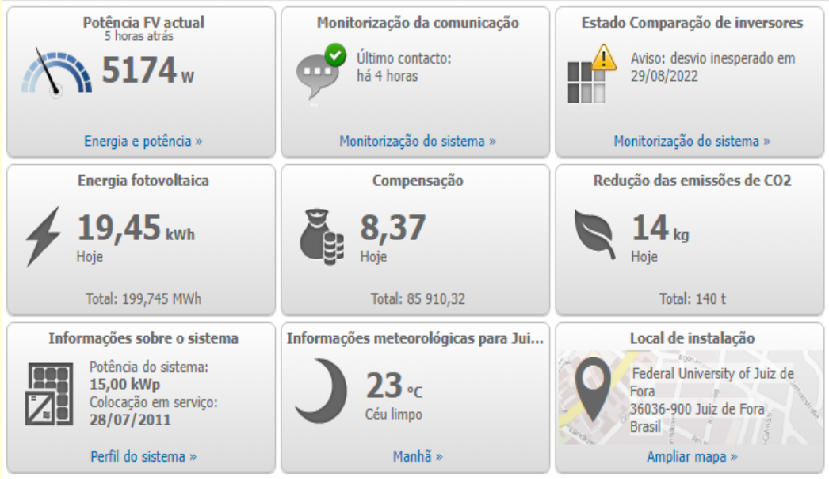 Potência FV actual
5 horas atrás
5174 W
Energia e potência »
Monitorização da comunicação
Último contacto:
há 4 horas
Monitorização do sistema »
Estado Comparação de inversores
Aviso: desvio inesperado em
29/08/2022
Monitorização do sistema »
Energia fotovoltaica
19,45 kWh
Hoje
Total: 199,745 MWh
Compensação
8,37
Hoje
Total: 85 910,32
Redução das emissões de CO2
14 kg
Hoje
Total: 140 t
Informações sobre o sistema
Potência do sistema:
15,00 kWp
Colocação em serviço:
28/07/2011
Perfil do sistema »
Informações meteorológicas para Jui...
23 °C
Céu limpo
Manhã »
Local de instalação
Federal University of Juiz de
Fora
36036-900 Juiz de Fora
Brasil
Ampliar mapa »